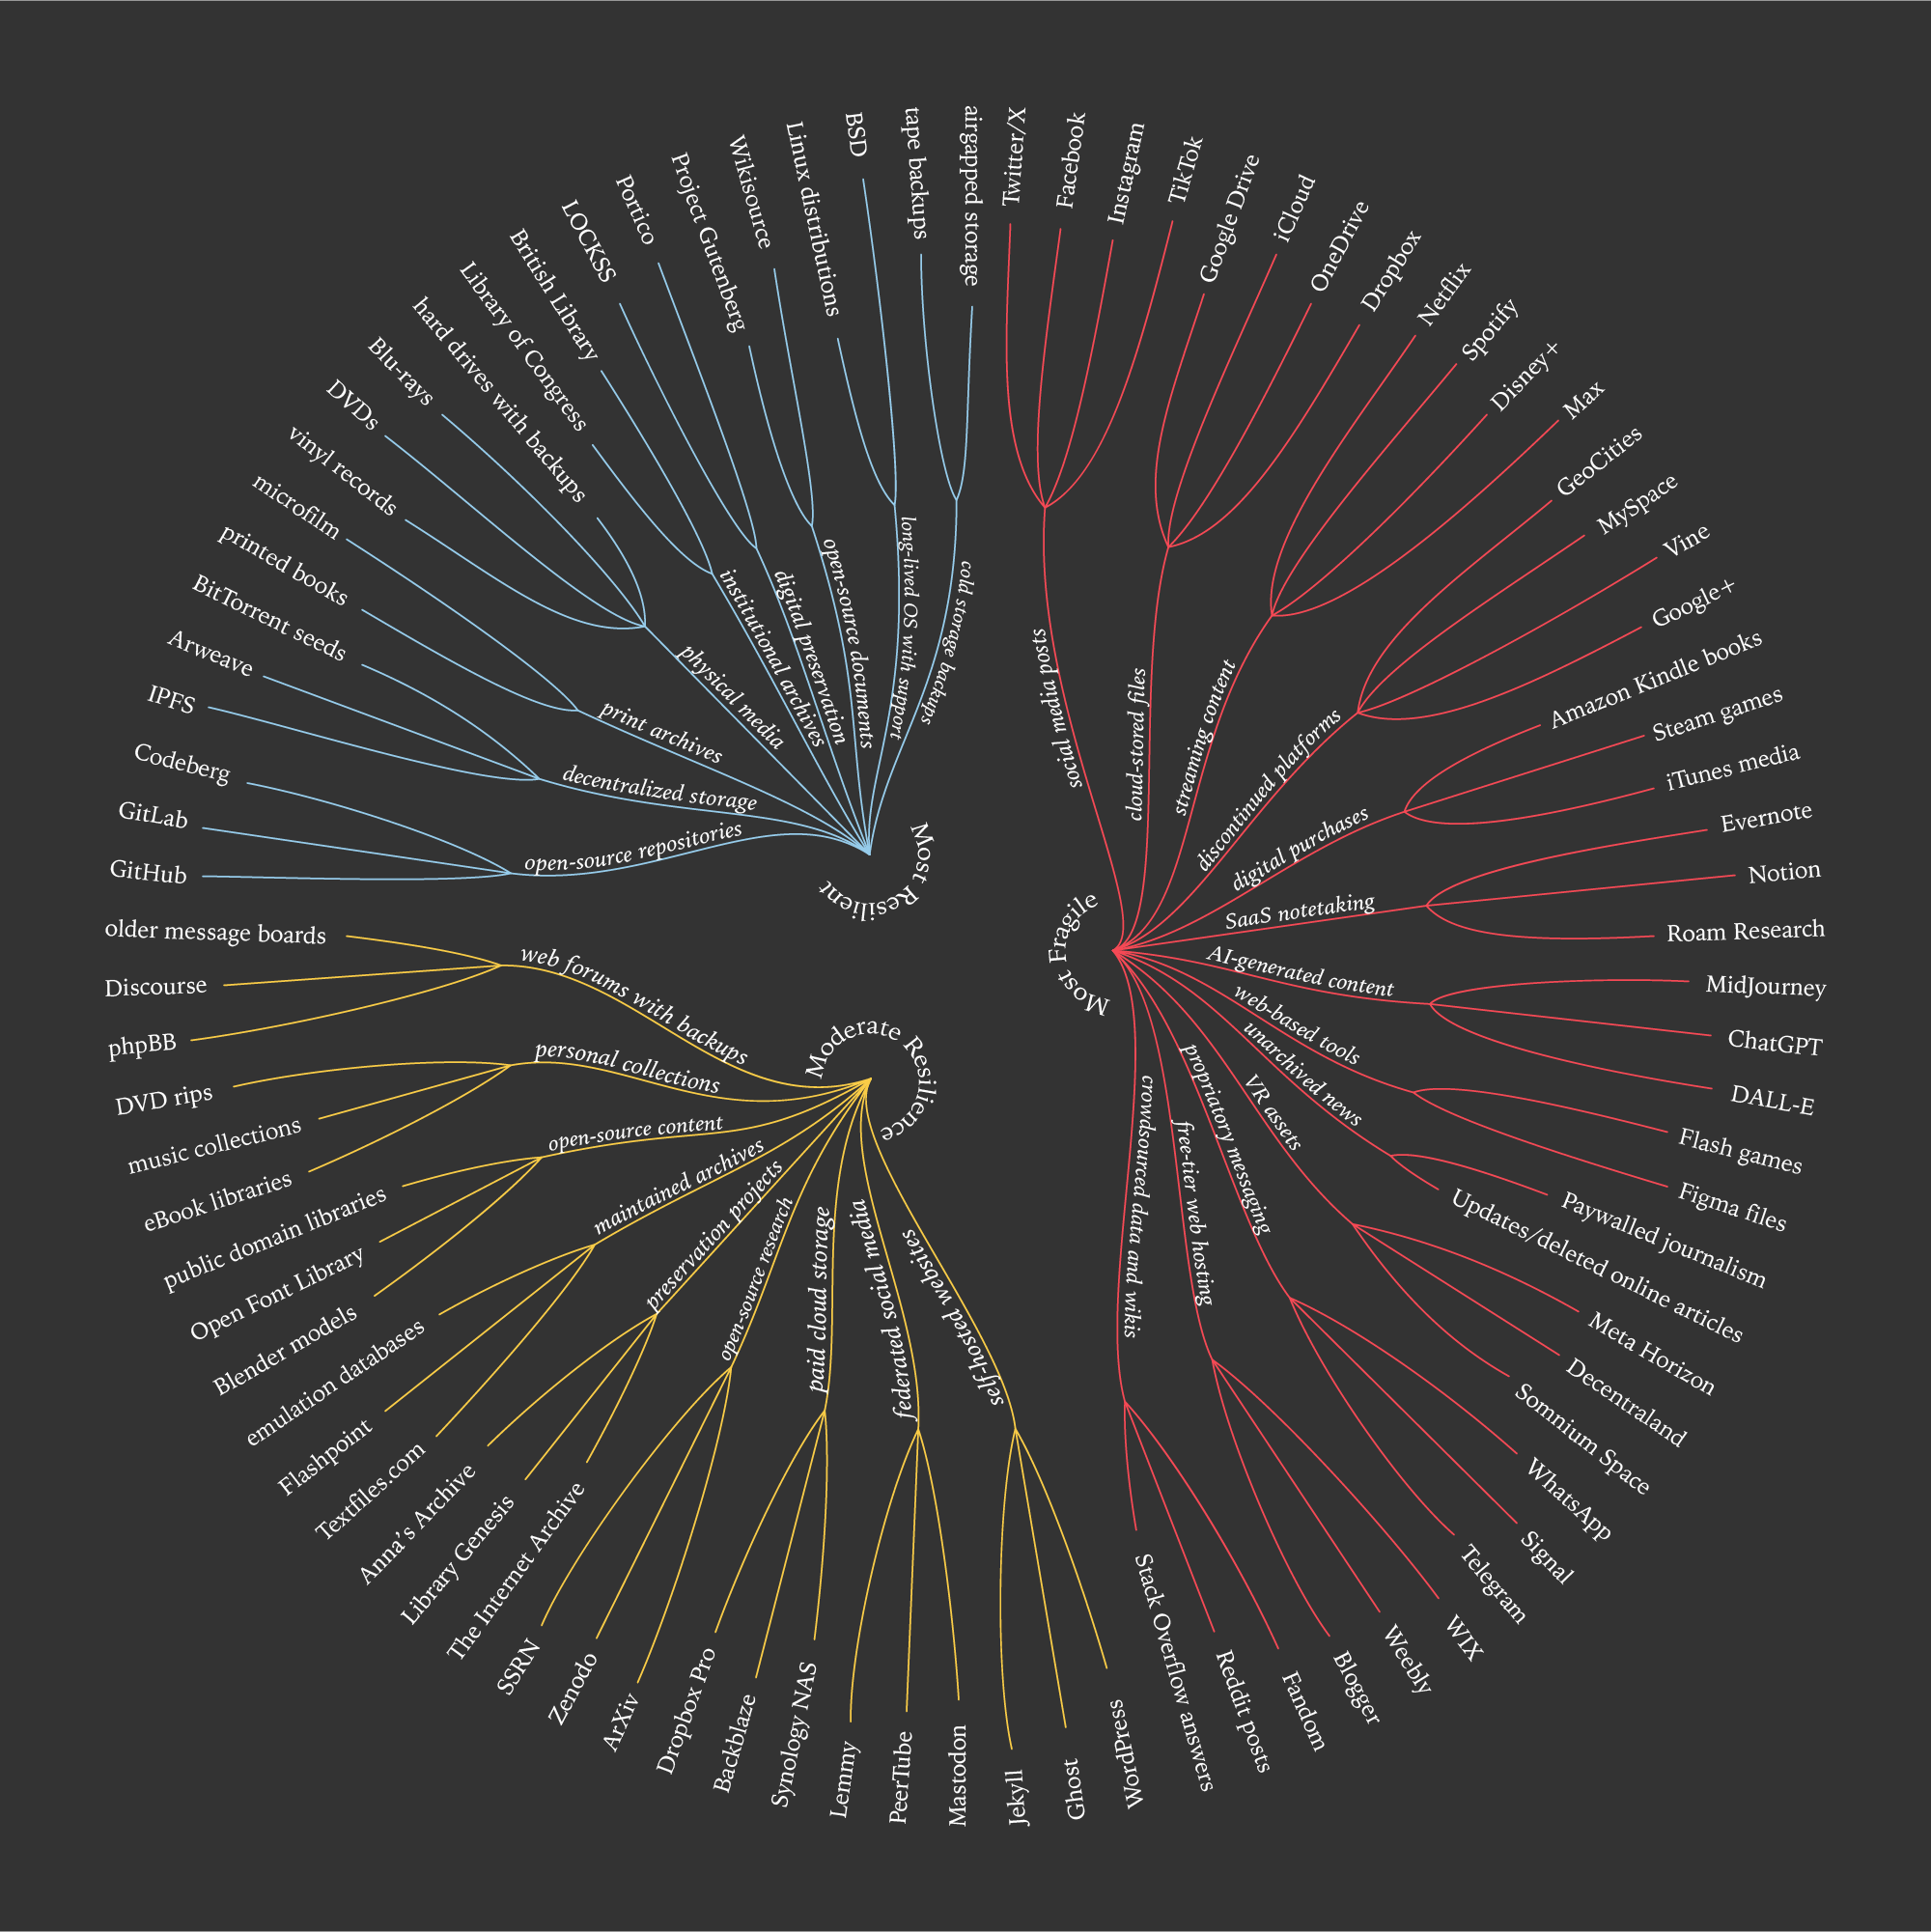 Most Fragile
social media posts
Twitter/X
Facebook
Instagram
TikTok
cloud-stored files
Google Drive
iCloud
OneDrive
Dropbox
streaming content
Netflix
Spotify
Disney+
Max
discontinued platforms
GeoCities
MySpace
Vine
Google+
digital purchases
Amazon Kindle books
Steam games
iTunes media
SaaS notetaking
Evernote
Notion
Roam Research
AI-generated content
MidJourney
ChatGPT
DALL-E
web-based tools
Flash games
Figma files
unarchived news
Paywalled journalism
Updates/deleted online articles
VR assets
Meta Horizon
Decentraland
Somnium Space
propriatory messaging
WhatsApp
Signal
Telegram
free-tier web hosting
WIX
Weebly
Blogger
crowdsourced data and wikis
Fandom
Reddit posts
Stack Overflow answers
Moderate Resilience
self-hosted websites
WordPress
Ghost
Jekyll
federated social media
Mastodon
PeerTube
Lemmy
paid cloud storage
Synology NAS
Backblaze
Dropbox Pro
open-source research
ArXiv
Zenodo
SSRN
preservation projects
The Internet Archive
Library Genesis
Anna's Archive
maintained archives
Textfiles.com
Flashpoint
emulation databases
open-source content
Blender models
Open Font Library
public domain libraries
personal collections
eBook libraries
music collections
DVD rips
web forums with backups
phpBB
Discourse
older message boards
Most Resilient
open-source repositories
GitHub
GitLab
Codeberg
decentralized storage
IPFS
Arweave
BitTorrent seeds
print archives
printed books
microfilm
physical media
vinyl records
DVDs
Blu-rays
hard drives with backups
institutional archives
Library of Congress
British Library
digital preservation
LOCKSS
Portico
open-source documents
Project Gutenberg
Wikisource
long-lived OS with support
Linux distributions
BSD
cold storage backups
tape backups
airgapped storage